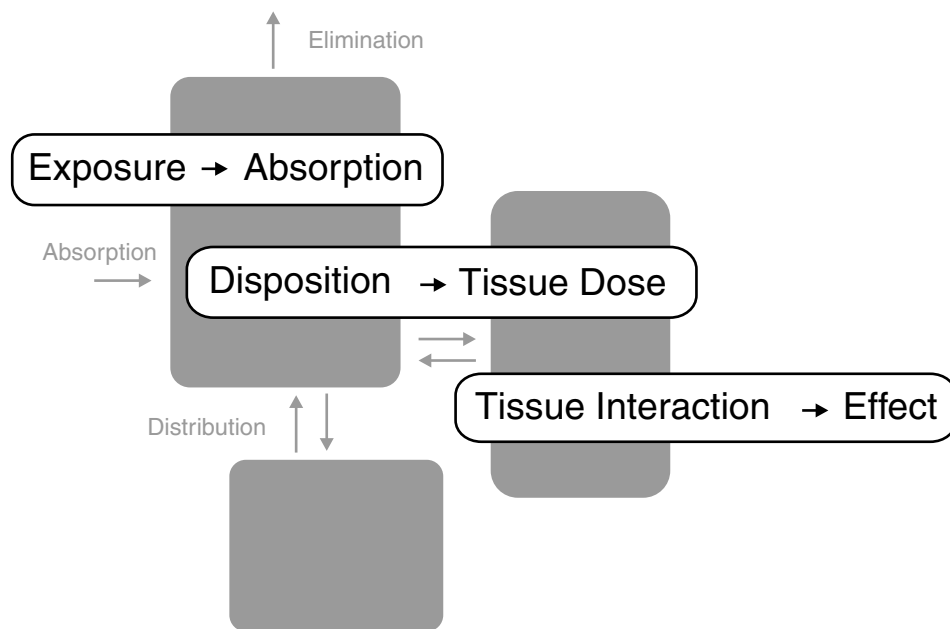 Elimination
Exposure → Absorption
Absorption
Disposition → Tissue Dose
Tissue Interaction → Effect
Distribution